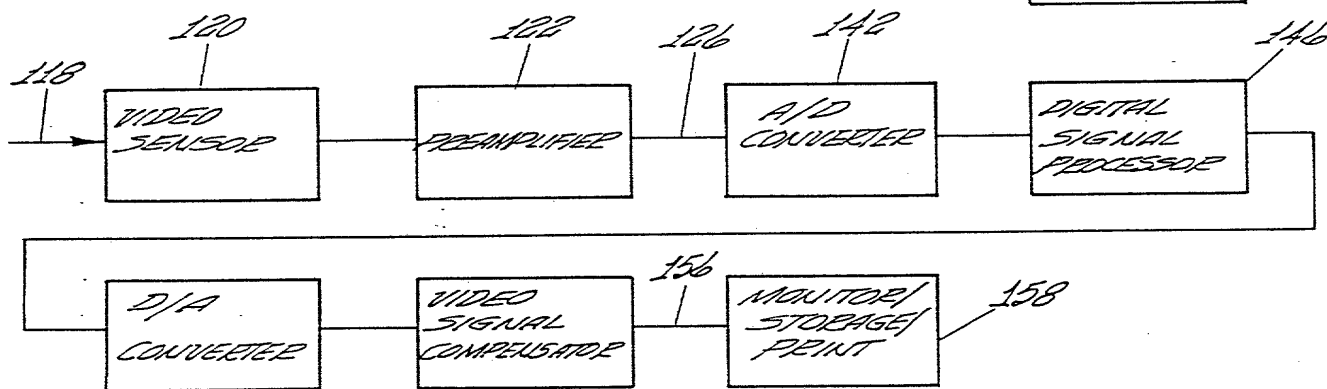 120
122
126
142
146
118
VIDEO
SENSOR
PREAMPLIFIER
A/D
CONVERTER
DIGITAL
SIGNAL
PROCESSOR
D/A
CONVERTER
VIDEO
SIGNAL
COMPENSATOR
156
MONITOR/
STORAGE/
PRINT
158